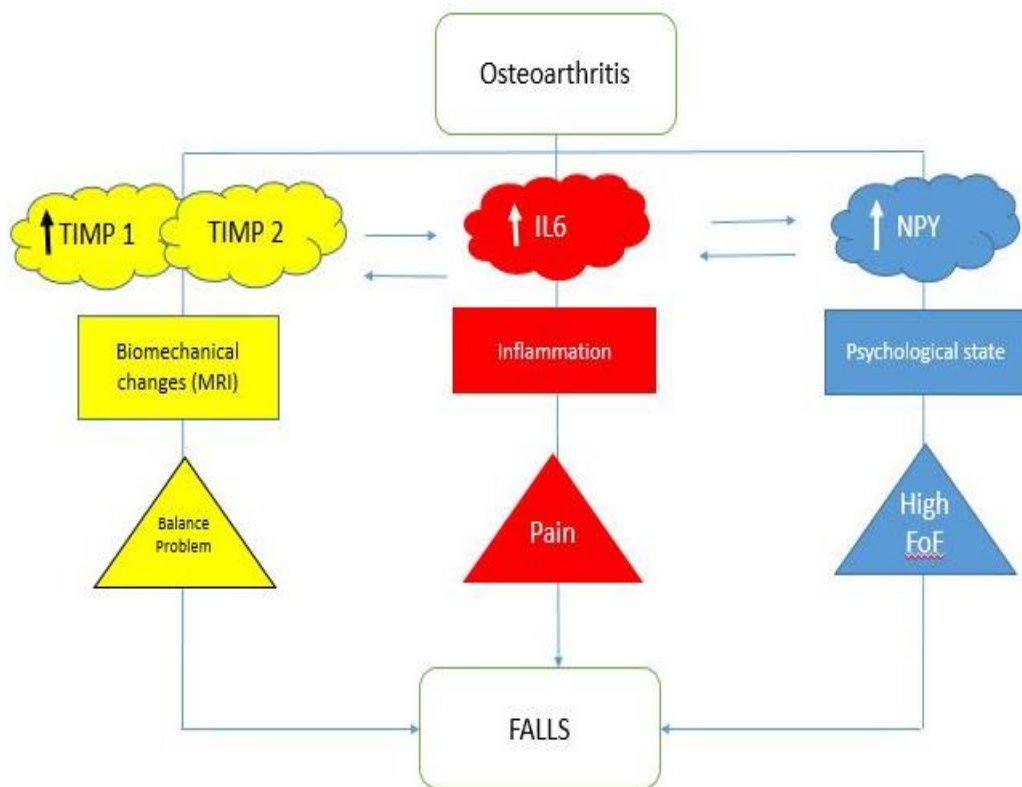 Osteoarthritis
TIMP 1
TIMP 2
IL6
NPY
Biomechanical
changes (MRI)
Inflammation
Psychological state
Balance
Problem
Pain
High
FoF
FALLS